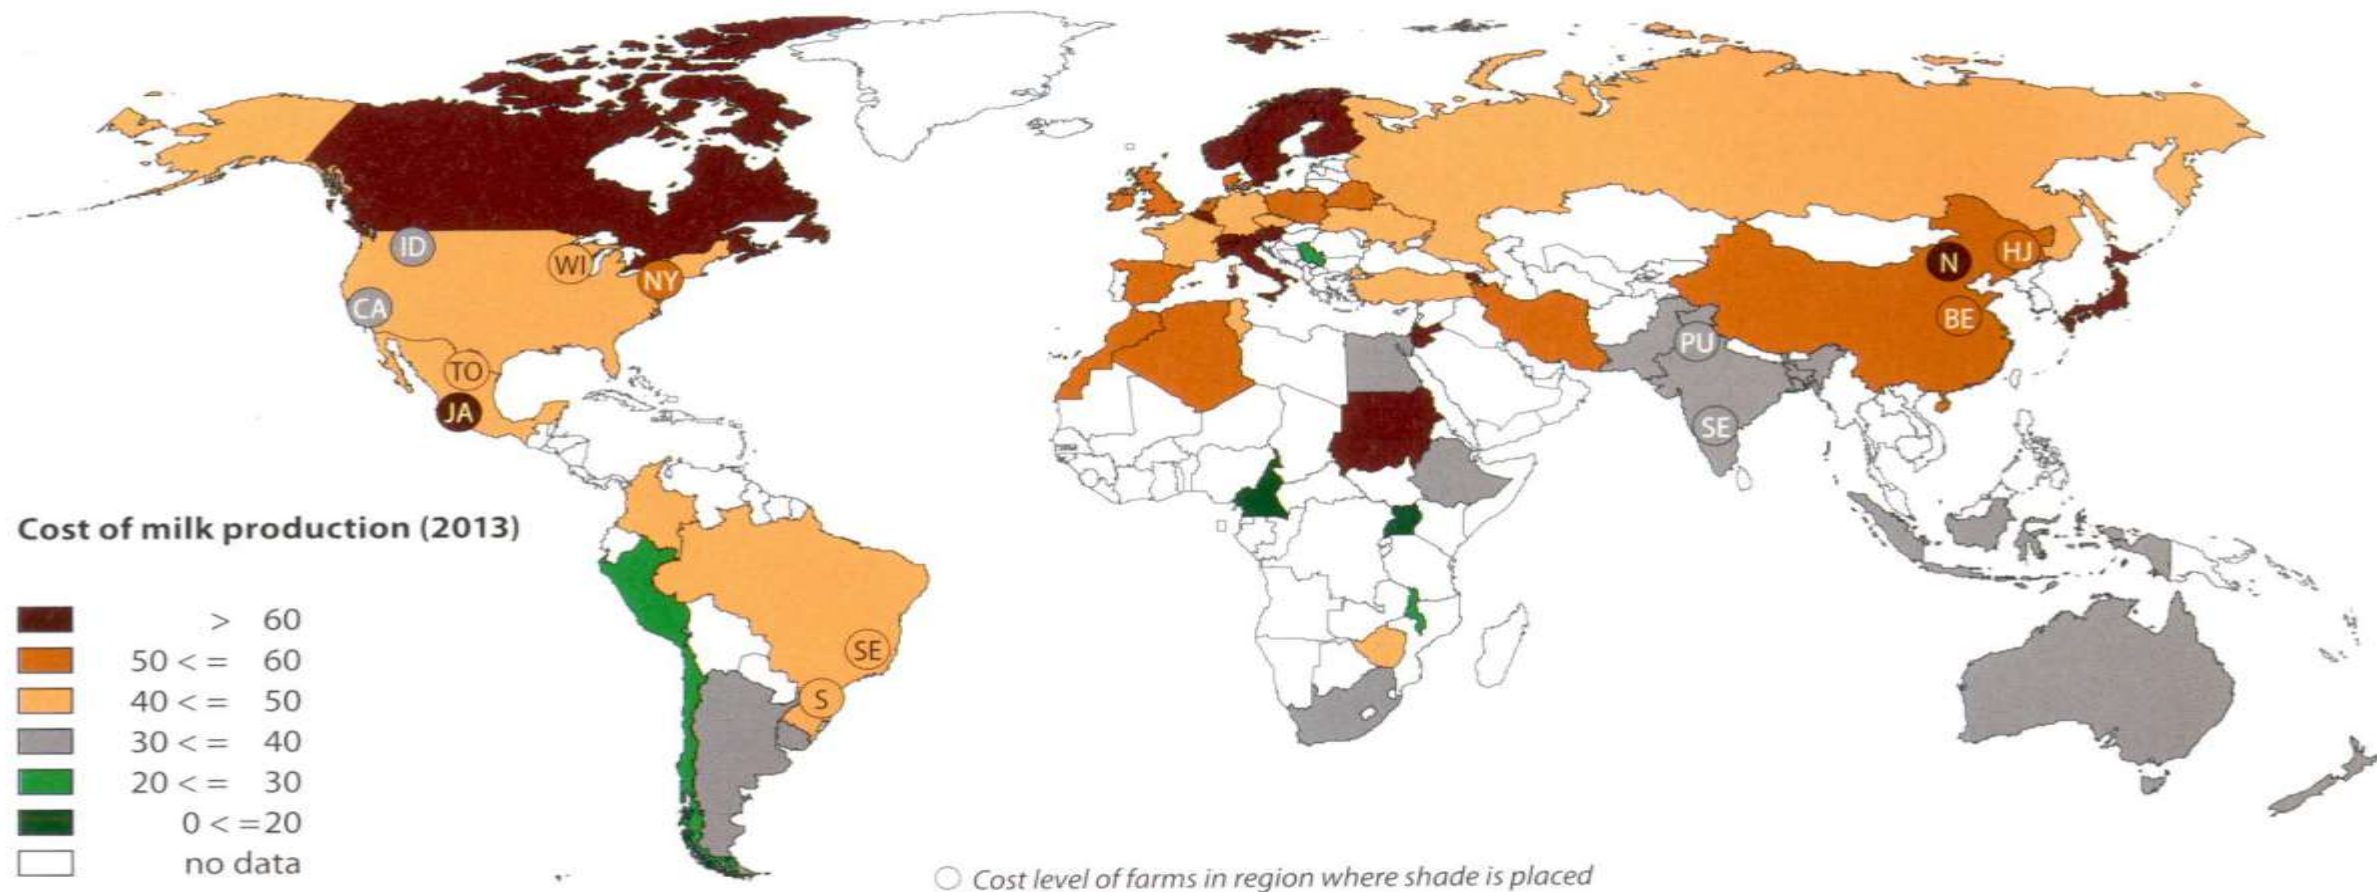 ID
WI
NY
CA
TO
JA
N
HJ
BE
PU
SE
SE
S
Cost of milk production (2013)
> 60
50 < = 60
40 < = 50
30 < = 40
20 < = 30
0 < =20
no data
Cost level of farms in region where shade is placed